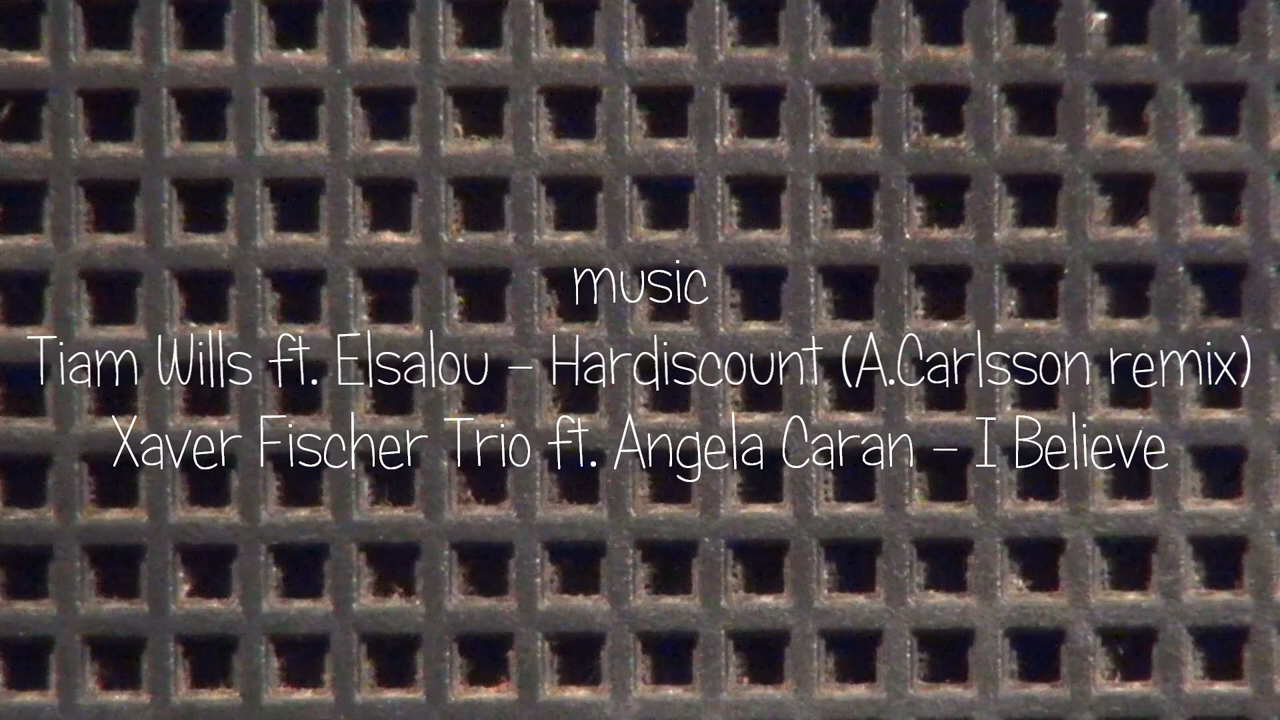 music
Tiam Wills ft. Elsalou - Hardiscount (A.Carlsson remix)
Xaver Fischer Trio ft. Angela Caran - I Believe